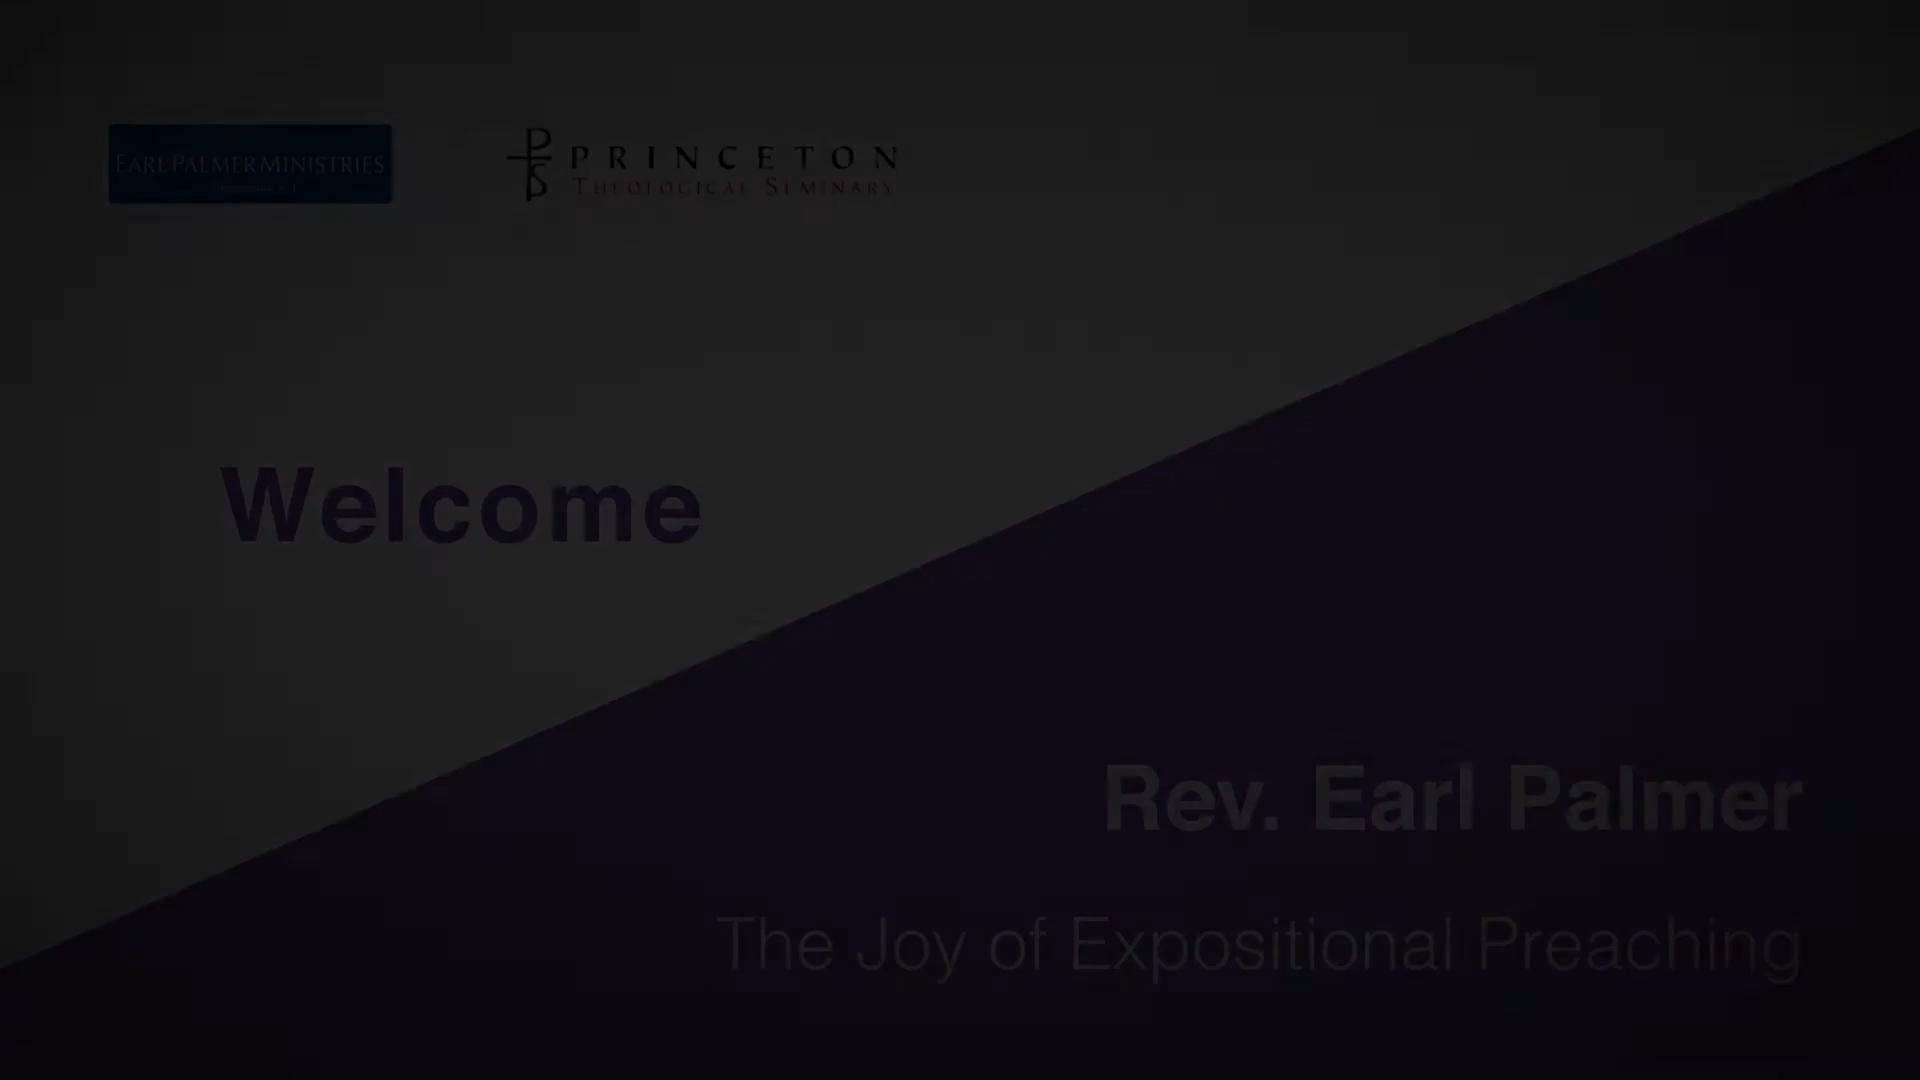 EARL PALMER MINISTRIES
PRINCETON
THEOLOGICAL SEMINARY
Welcome
Rev. Earl Palmer
The Joy of Expositional Preaching